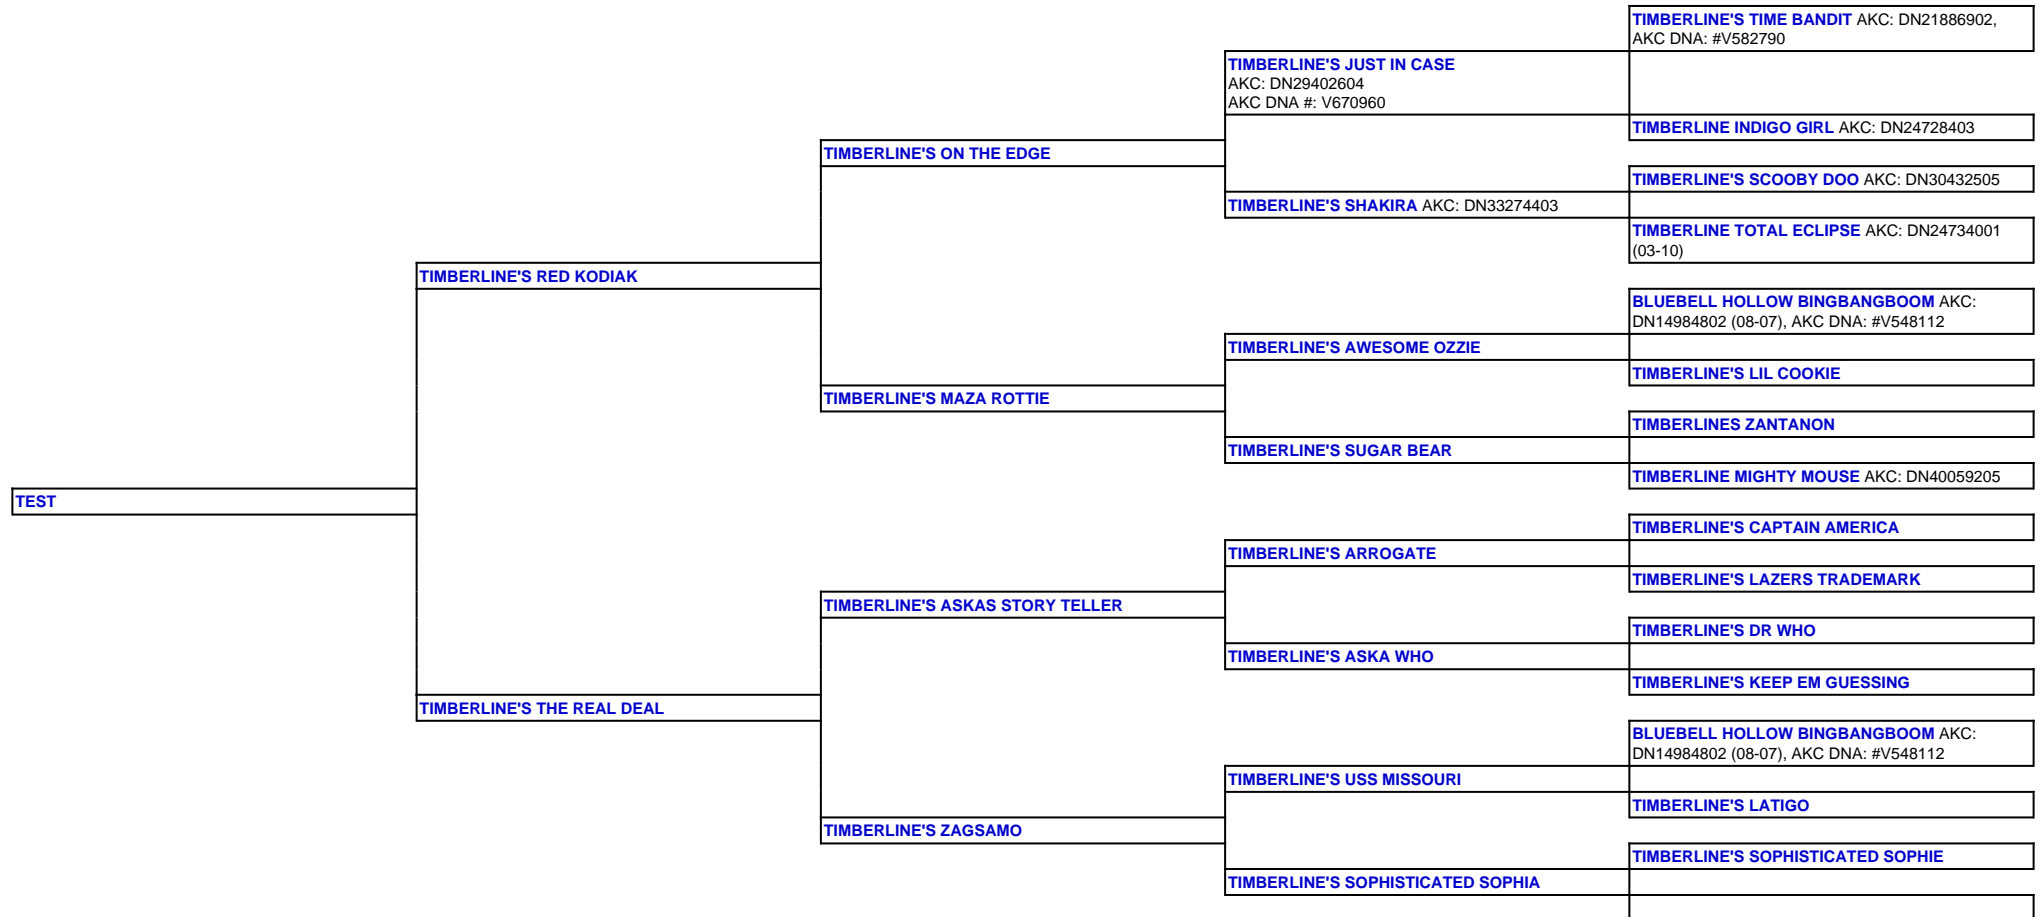 TIMBERLINE'S TIME BANDIT AKC: DN21886902,
AKC DNA: #V582790
TIMBERLINE'S JUST IN CASE
AKC: DN29402604
AKC DNA #: V670960
TIMBERLINE INDIGO GIRL AKC: DN24728403
TIMBERLINE'S ON THE EDGE
TIMBERLINE'S SCOOBY DOO AKC: DN30432505
TIMBERLINE'S SHAKIRA AKC: DN33274403
TIMBERLINE TOTAL ECLIPSE AKC: DN24734001
(03-10)
TIMBERLINE'S RED KODIAK
BLUEBELL HOLLOW BINGBANGBOOM AKC:
DN14984802 (08-07), AKC DNA: #V548112
TIMBERLINE'S AWESOME OZZIE
TIMBERLINE'S LIL COOKIE
TIMBERLINE'S MAZA ROTTIE
TIMBERLINES ZANTANON
TIMBERLINE'S SUGAR BEAR
TIMBERLINE MIGHTY MOUSE AKC: DN40059205
TEST
TIMBERLINE'S CAPTAIN AMERICA
TIMBERLINE'S ARROGATE
TIMBERLINE'S LAZERS TRADEMARK
TIMBERLINE'S ASKAS STORY TELLER
TIMBERLINE'S DR WHO
TIMBERLINE'S ASKA WHO
TIMBERLINE'S KEEP EM GUESSING
TIMBERLINE'S THE REAL DEAL
BLUEBELL HOLLOW BINGBANGBOOM AKC:
DN14984802 (08-07), AKC DNA: #V548112
TIMBERLINE'S USS MISSOURI
TIMBERLINE'S LATIGO
TIMBERLINE'S ZAGSAMO
TIMBERLINE'S SOPHISTICATED SOPHIE
TIMBERLINE'S SOPHISTICATED SOPHIA